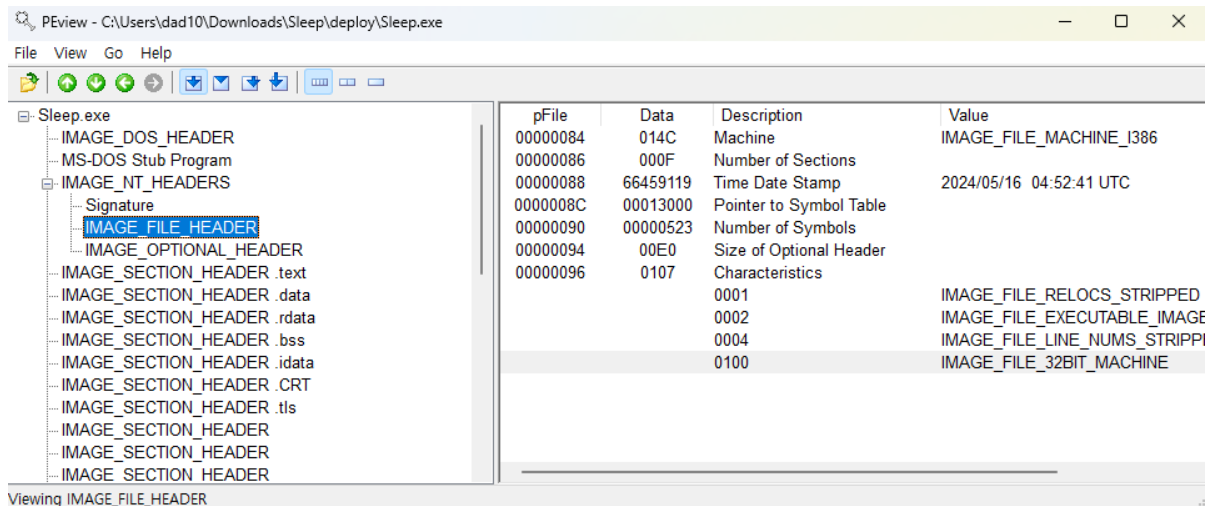 PEview - C:\Users\dad10\Downloads\Sleep\deploy\Sleep.exe
File View Go Help
Sleep.exe
IMAGE_DOS_HEADER
MS-DOS Stub Program
IMAGE_NT_HEADERS
Signature
IMAGE_FILE_HEADER
IMAGE_OPTIONAL_HEADER
IMAGE_SECTION_HEADER .text
IMAGE_SECTION_HEADER .data
IMAGE_SECTION_HEADER .rdata
IMAGE_SECTION_HEADER .bss
IMAGE_SECTION_HEADER .idata
IMAGE_SECTION_HEADER .CRT
IMAGE_SECTION_HEADER .tls
IMAGE_SECTION_HEADER
IMAGE_SECTION_HEADER
IMAGE_SECTION_HEADER
pFile Data Description Value
00000084 014C Machine IMAGE_FILE_MACHINE_I386
00000086 000F Number of Sections
00000088 66459119 Time Date Stamp 2024/05/16 04:52:41 UTC
0000008C 00013000 Pointer to Symbol Table
00000090 00000523 Number of Symbols
00000094 00E0 Size of Optional Header
00000096 0107 Characteristics
0001 IMAGE_FILE_RELOCS_STRIPPED
0002 IMAGE_FILE_EXECUTABLE_IMAGE
0004 IMAGE_FILE_LINE_NUMS_STRIPP
0100 IMAGE_FILE_32BIT_MACHINE
Viewing IMAGE_FILE_HEADER